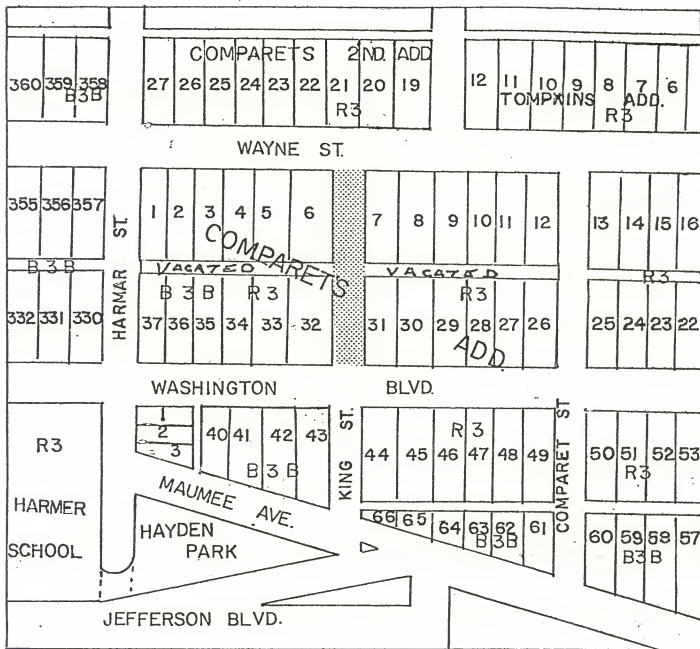 COMPARETS 2ND. ADD
360 359 358 27 26 25 24 23 22 21 20 19 12 11 10 9 8 7 6
B3B R3 TOMPXINS ADD. R3
WAYNE ST.
355 356 357 1 2 3 4 5 6 7 8 9 10 11 12 13 14 15 16
HARMAR ST.
COMPARETS ADD.
B 3 B VACATED VACATED R3
B 3 B R3 R3
332 331 330 37 36 35 34 33 32 31 30 29 28 27 26 25 24 23 22
WASHINGTON BLVD.
1
2
3
R3 40 41 42 43 44 45 46 47 48 49 50 51 52 53
B 3 B R 3 R3
KING ST.
COMPARET ST
MAUMEE AVE.
66 65 64 63 62 61 60 59 58 57
B3B B3 B
HARMER
SCHOOL
HAYDEN
PARK
JEFFERSON BLVD.